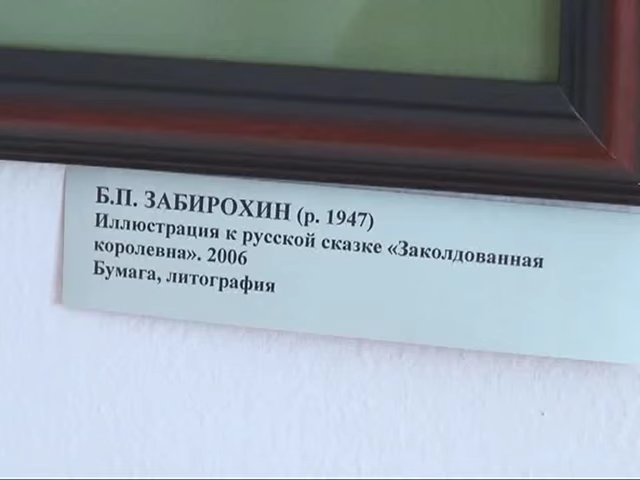 Б.П. ЗАБИРОХИН (р. 1947)
Иллюстрация к русской сказке «Заколдованная
королевна». 2006
Бумага, литография